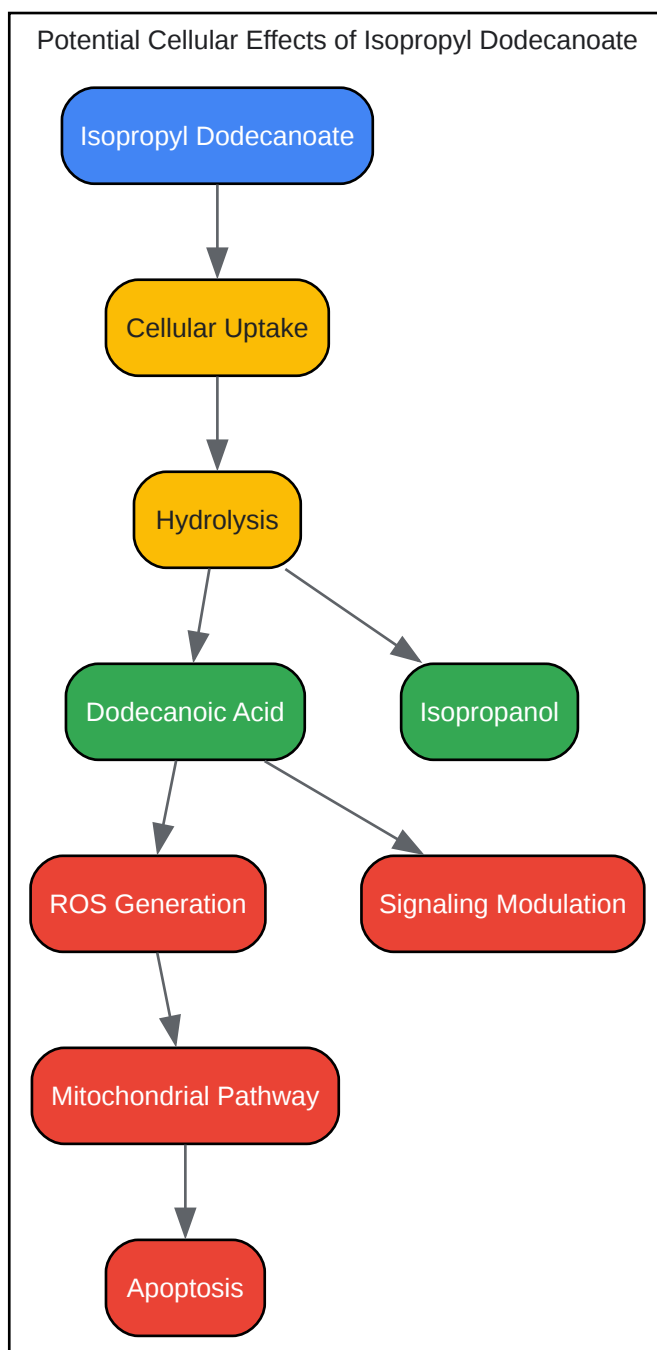 Potential Cellular Effects of Isopropyl Dodecanoate
Isopropyl Dodecanoate
Cellular Uptake
Hydrolysis
Dodecanoic Acid
Isopropanol
ROS Generation
Signaling Modulation
Mitochondrial Pathway
Apoptosis